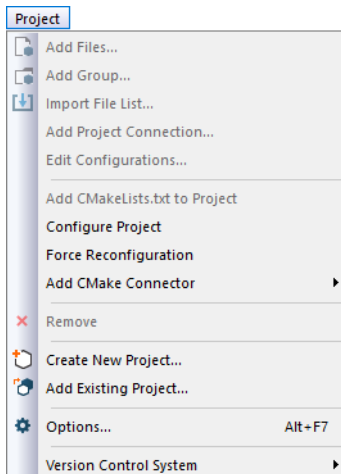 Project
Add Files...
Add Group...
Import File List...
Add Project Connection...
Edit Configurations...
Add CMakeLists.txt to Project
Configure Project
Force Reconfiguration
Add CMake Connector
Remove
Create New Project...
Add Existing Project...
Options... Alt+F7
Version Control System